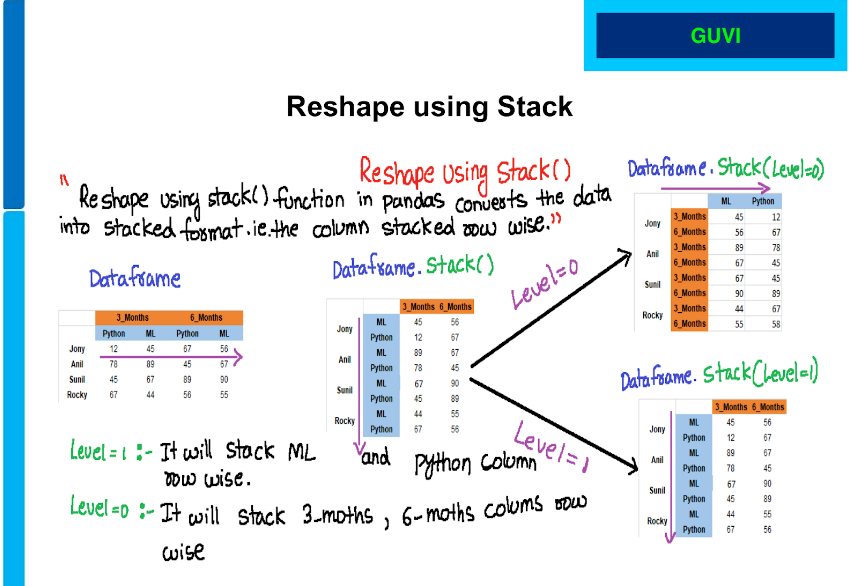 GUVI
Reshape using Stack
Reshape Using Stack()
" Reshape using stack() function in pandas converts the data
into stacked format.i.e.the column stacked row wise."
Dataframe
3_Months 6_Months
Python ML Python ML
Jony 12 45 67 56
Anil 78 89 45 67
Sunil 45 67 89 90
Rocky 67 44 56 55
Dataframe.Stack()
3_Months 6_Months
Jony
ML 45 56
Python 12 67
Anil
ML 89 67
Python 78 45
Sunil
ML 67 90
Python 45 89
Rocky
ML 44 55
Python 67 56
Level=0
Level=1
Dataframe.Stack(Level=0)
ML Python
Jony
3_Months 45 12
6_Months 56 67
Anil
3_Months 89 78
6_Months 67 45
Sunil
3_Months 67 45
6_Months 90 89
Rocky
3_Months 44 67
6_Months 55 58
Dataframe.Stack(Level=1)
3_Months 6_Months
Jony
ML 45 56
Python 12 67
Anil
ML 89 67
Python 78 45
Sunil
ML 67 90
Python 45 89
Rocky
ML 44 55
Python 67 56
Level=1 :- It will stack ML and Python Column
row wise.
Level=0 :- It will stack 3-moths, 6-moths colums row
wise